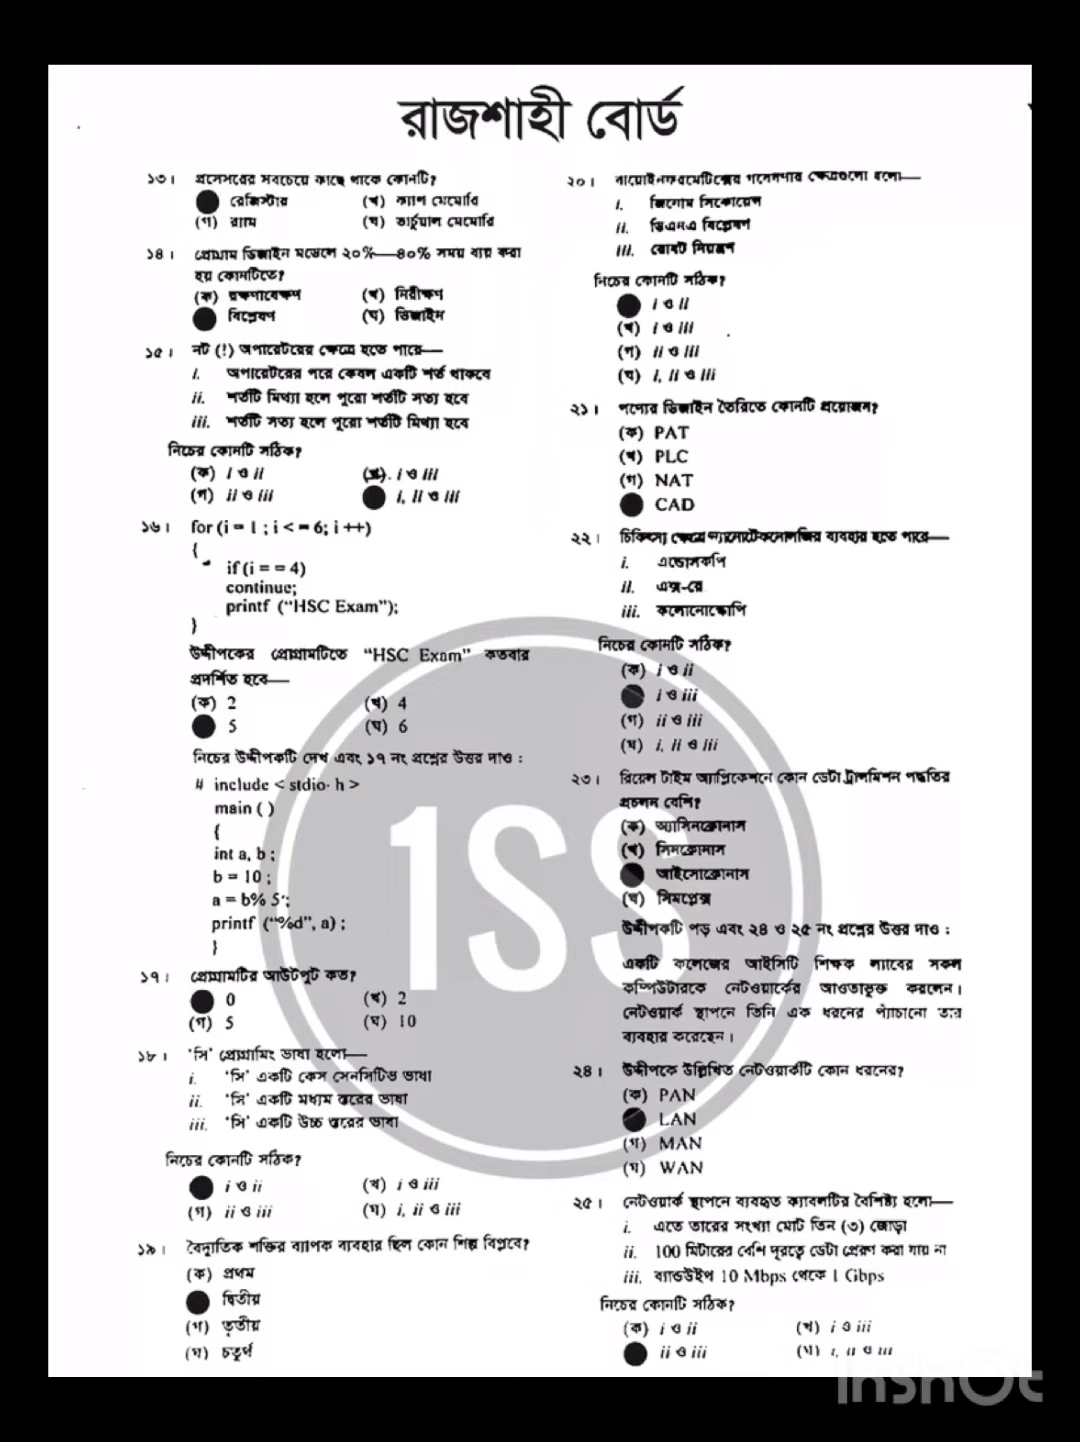 রাজশাহী বোর্ড
১৩। প্রসেসরের সবচেয়ে কাছে থাকে কোনটি?
রেজিস্টার (খ) ক্যাশ মেমোরি
(গ) র‍্যাম (ঘ) ভার্চুয়াল মেমোরি
১৪। প্রোগ্রাম ডিজাইন মডেলে ২০%—৪০% সময় ব্যয় করা
হয় কোনটিতে?
(ক) রক্ষণাবেক্ষণ (খ) নিরীক্ষণ
বিশ্লেষণ (ঘ) ডিজাইন
১৫। নট (!) অপারেটরের ক্ষেত্রে হতে পারে—
i. অপারেটরের পরে কেবল একটি শর্ত থাকবে
ii. শর্তটি মিথ্যা হলে পুরো শর্তটি সত্য হবে
iii. শর্তটি সত্য হলে পুরো শর্তটি মিথ্যা হবে
নিচের কোনটি সঠিক?
(ক) i ও ii (খ) i ও iii
(গ) ii ও iii i, ii ও iii
১৬। for (i = 1 ; i < = 6; i ++)
{
if (i = = 4)
continue;
printf (“HSC Exam”);
}
উদ্দীপকের প্রোগ্রামটিতে “HSC Exam” কতবার
প্রদর্শিত হবে—
(ক) 2 (খ) 4
5 (ঘ) 6
নিচের উদ্দীপকটি দেখ এবং ১৭ নং প্রশ্নের উত্তর দাও :
# include < stdio· h >
main ( )
{
int a, b ;
b = 10 ;
a = b% 5 ;
printf (“%d”, a) ;
}
১৭। প্রোগ্রামটির আউটপুট কত?
0 (খ) 2
(গ) 5 (ঘ) 10
১৮। ‘সি’ প্রোগ্রামিং ভাষা হলো—
i. ‘সি’ একটি কেস সেনসিটিভ ভাষা
ii. ‘সি’ একটি মধ্যম স্তরের ভাষা
iii. ‘সি’ একটি উচ্চ স্তরের ভাষা
নিচের কোনটি সঠিক?
i ও ii (খ) i ও iii
(গ) ii ও iii (ঘ) i, ii ও iii
১৯। বৈদ্যুতিক শক্তির ব্যাপক ব্যবহার ছিল কোন শিল্প বিপ্লবে?
(ক) প্রথম
দ্বিতীয়
(গ) তৃতীয়
(ঘ) চতুর্থ
২০। বায়োইনফরমেটিক্সের গবেষণার ক্ষেত্রগুলো হলো—
i. জিনোম সিকোয়েন্স
ii. ডিএনএ বিশ্লেষণ
iii. রোবট নিয়ন্ত্রণ
নিচের কোনটি সঠিক?
i ও ii
(খ) i ও iii
(গ) ii ও iii
(ঘ) i, ii ও iii
২১। পণ্যের ডিজাইন তৈরিতে কোনটি প্রয়োজন?
(ক) PAT
(খ) PLC
(গ) NAT
CAD
২২। চিকিৎসা ক্ষেত্রে ন্যানোটেকনোলজির ব্যবহার হতে পারে—
i. এন্ডোসকপি
ii. এক্স-রে
iii. কলোনোস্কোপি
নিচের কোনটি সঠিক?
(ক) i ও ii
i ও iii
(গ) ii ও iii
(ঘ) i, ii ও iii
২৩। রিয়েল টাইম অ্যাপ্লিকেশনে কোন ডেটা ট্রান্সমিশন পদ্ধতির
প্রচলন বেশি?
(ক) অ্যাসিনক্রোনাস
(খ) সিনক্রোনাস
আইসোক্রোনাস
(ঘ) সিমপ্লেক্স
উদ্দীপকটি পড় এবং ২৪ ও ২৫ নং প্রশ্নের উত্তর দাও :
একটি কলেজের আইসিটি শিক্ষক ল্যাবের সকল
কম্পিউটারকে নেটওয়ার্কের আওতাভুক্ত করলেন।
নেটওয়ার্ক স্থাপনে তিনি এক ধরনের প্যাঁচানো তার
ব্যবহার করেছেন।
২৪। উদ্দীপকে উল্লিখিত নেটওয়ার্কটি কোন ধরনের?
(ক) PAN
LAN
(গ) MAN
(ঘ) WAN
২৫। নেটওয়ার্ক স্থাপনে ব্যবহৃত ক্যাবলটির বৈশিষ্ট্য হলো—
i. এতে তারের সংখ্যা মোট তিন (৩) জোড়া
ii. 100 মিটারের বেশি দূরত্বে ডেটা প্রেরণ করা যায় না
iii. ব্যান্ডউইথ 10 Mbps থেকে 1 Gbps
নিচের কোনটি সঠিক?
(ক) i ও ii (খ) i ও iii
ii ও iii (ঘ) i, ii ও iii
1SS
InShOt